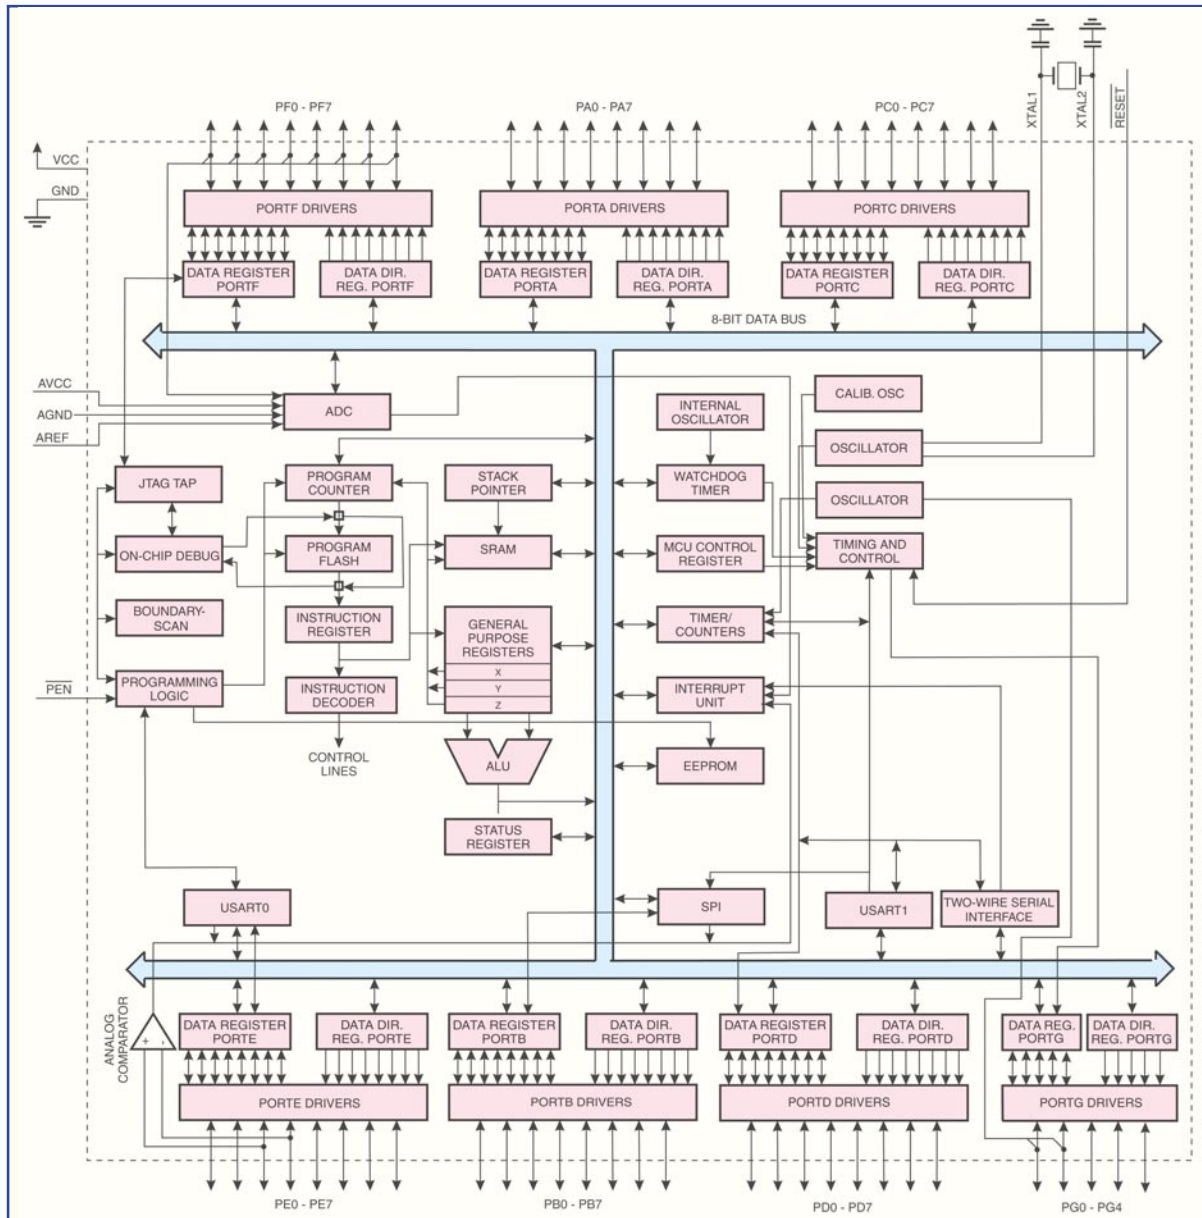 XTAL1
XTAL2
RESET
PF0 - PF7
PA0 - PA7
PC0 - PC7
VCC
GND
PORTF DRIVERS
PORTA DRIVERS
PORTC DRIVERS
DATA REGISTER
PORTF
DATA DIR.
REG. PORTF
DATA REGISTER
PORTA
DATA DIR.
REG. PORTA
DATA REGISTER
PORTC
DATA DIR.
REG. PORTC
8-BIT DATA BUS
AVCC
AGND
AREF
ADC
INTERNAL
OSCILLATOR
CALIB. OSC
OSCILLATOR
JTAG TAP
PROGRAM
COUNTER
STACK
POINTER
WATCHDOG
TIMER
OSCILLATOR
ON-CHIP DEBUG
PROGRAM
FLASH
SRAM
MCU CONTROL
REGISTER
TIMING AND
CONTROL
BOUNDARY-
SCAN
INSTRUCTION
REGISTER
GENERAL
PURPOSE
REGISTERS
X
Y
Z
TIMER/
COUNTERS
PEN
PROGRAMMING
LOGIC
INSTRUCTION
DECODER
INTERRUPT
UNIT
CONTROL
LINES
ALU
EEPROM
STATUS
REGISTER
USART0
SPI
USART1
TWO-WIRE SERIAL
INTERFACE
ANALOG
COMPARATOR
+ -
DATA REGISTER
PORTE
DATA DIR.
REG. PORTE
DATA REGISTER
PORTB
DATA DIR.
REG. PORTB
DATA REGISTER
PORTD
DATA DIR.
REG. PORTD
DATA REG.
PORTG
DATA DIR.
REG. PORTG
PORTE DRIVERS
PORTB DRIVERS
PORTD DRIVERS
PORTG DRIVERS
PE0 - PE7
PB0 - PB7
PD0 - PD7
PG0 - PG4